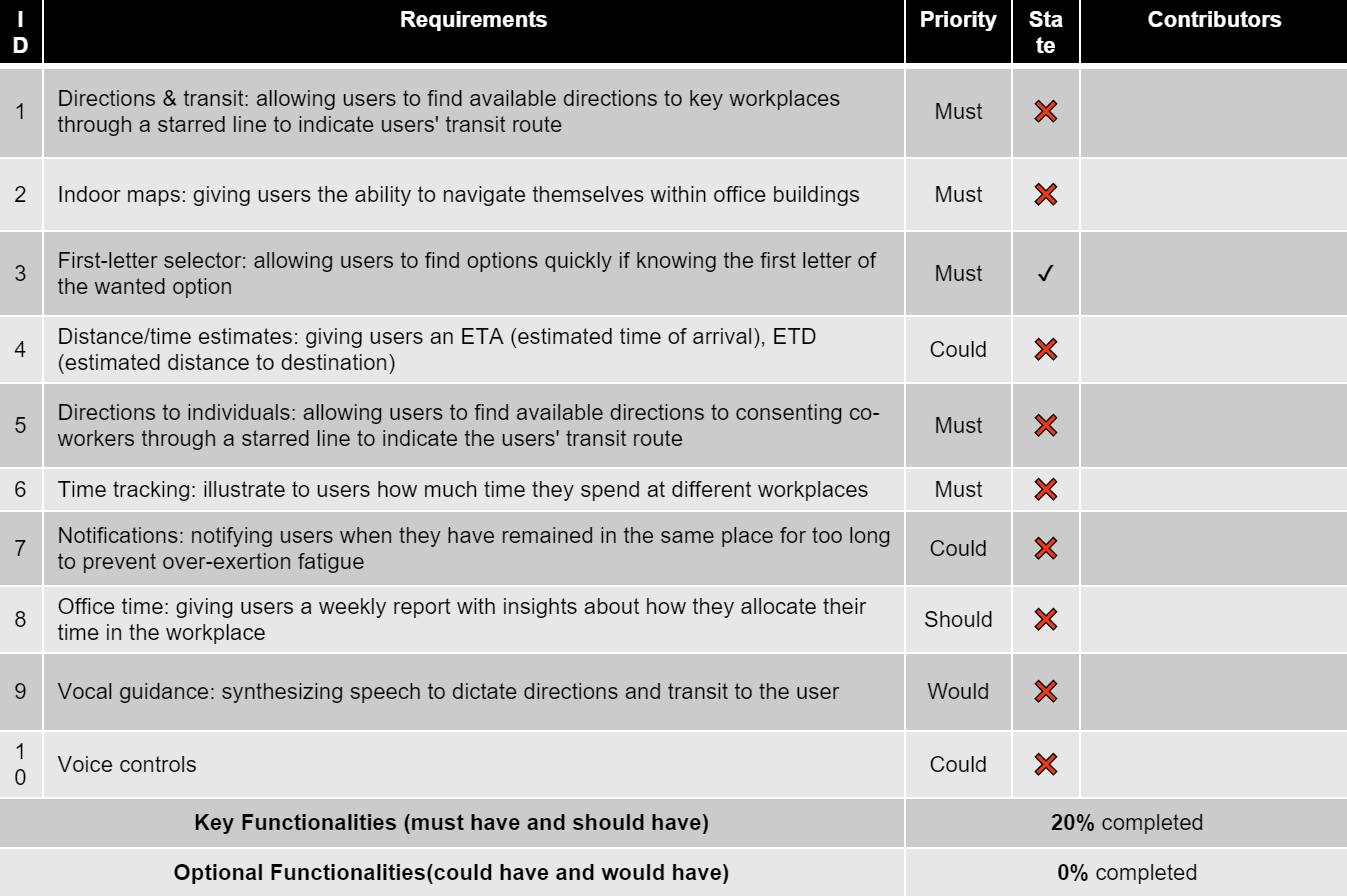 I
D
Requirements
Priority
Sta
te
Contributors
1
Directions & transit: allowing users to find available directions to key workplaces
through a starred line to indicate users' transit route
Must
❌
2
Indoor maps: giving users the ability to navigate themselves within office buildings
Must
❌
3
First-letter selector: allowing users to find options quickly if knowing the first letter of
the wanted option
Must
✓
4
Distance/time estimates: giving users an ETA (estimated time of arrival), ETD
(estimated distance to destination)
Could
❌
5
Directions to individuals: allowing users to find available directions to consenting co-
workers through a starred line to indicate the users' transit route
Must
❌
6
Time tracking: illustrate to users how much time they spend at different workplaces
Must
❌
7
Notifications: notifying users when they have remained in the same place for too long
to prevent over-exertion fatigue
Could
❌
8
Office time: giving users a weekly report with insights about how they allocate their
time in the workplace
Should
❌
9
Vocal guidance: synthesizing speech to dictate directions and transit to the user
Would
❌
1
0
Voice controls
Could
❌
Key Functionalities (must have and should have)
20% completed
Optional Functionalities(could have and would have)
0% completed